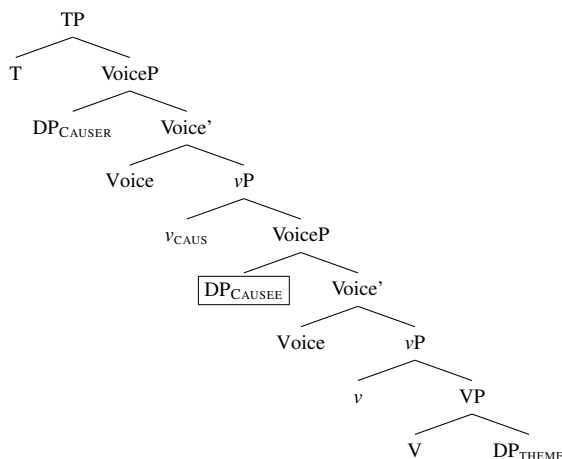 TP
T VoiceP
DPCAUSER Voice’
Voice vP
vCAUS VoiceP
DPCAUSEE Voice’
Voice vP
v VP
V DPTHEME